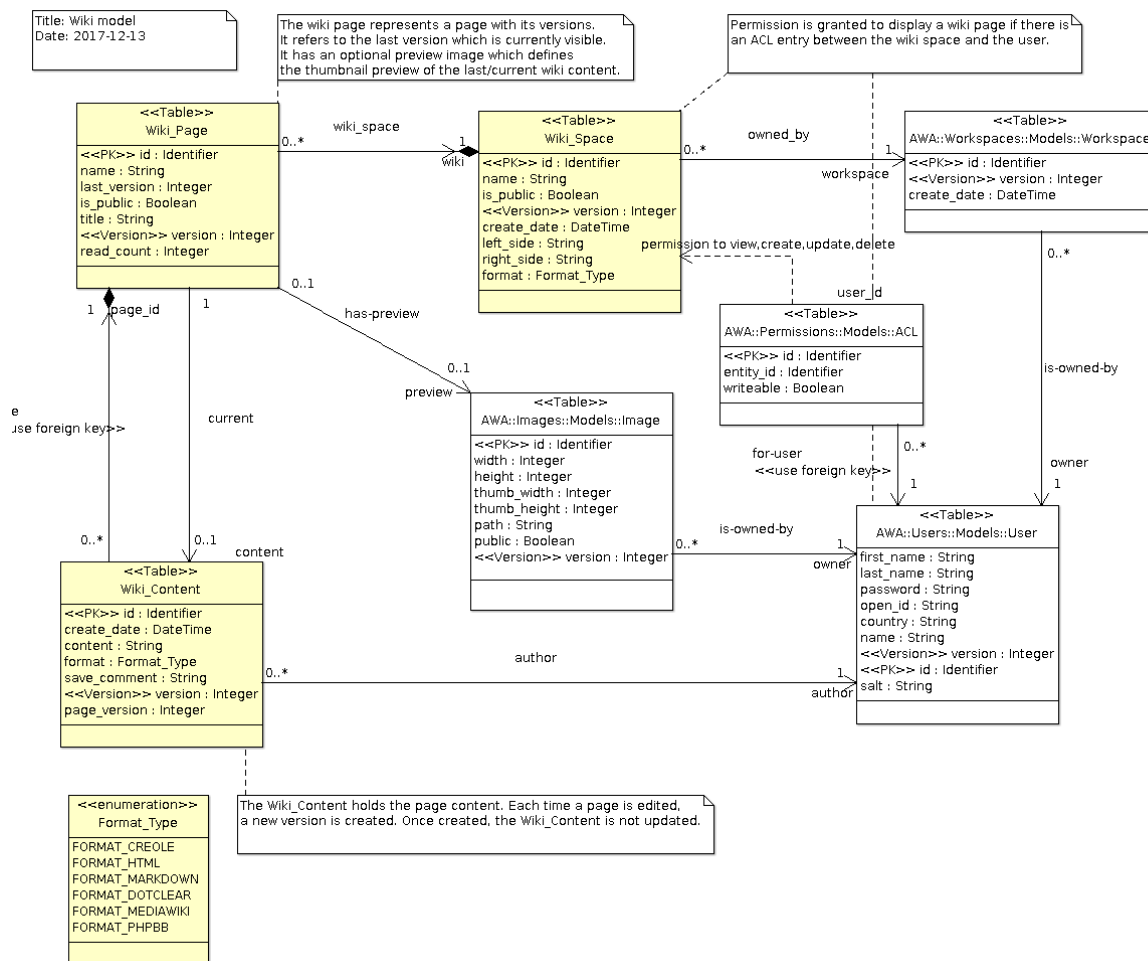 Title: Wiki model
Date: 2017-12-13
The wiki page represents a page with its versions.
It refers to the last version which is currently visible.
It has an optional preview image which defines
the thumbnail preview of the last/current wiki content.
Permission is granted to display a wiki page if there is
an ACL entry between the wiki space and the user.
<<Table>>
Wiki_Page
<<PK>> id : Identifier
name : String
last_version : Integer
is_public : Boolean
title : String
<<Version>> version : Integer
read_count : Integer
0..*
wiki_space
1
wiki
<<Table>>
Wiki_Space
<<PK>> id : Identifier
name : String
is_public : Boolean
<<Version>> version : Integer
create_date : DateTime
left_side : String
right_side : String
format : Format_Type
0..*
owned_by
1
workspace
<<Table>>
AWA::Workspaces::Models::Workspace
<<PK>> id : Identifier
<<Version>> version : Integer
create_date : DateTime
permission to view,create,update,delete
0..*
user_id
<<Table>>
AWA::Permissions::Models::ACL
<<PK>> id : Identifier
entity_id : Identifier
writeable : Boolean
is-owned-by
owner
1
1
page_id
1
0..1
has-preview
0..1
preview
e
use foreign key>>
current
0..*
0..1
content
<<Table>>
AWA::Images::Models::Image
<<PK>> id : Identifier
width : Integer
height : Integer
thumb_width : Integer
thumb_height : Integer
path : String
public : Boolean
<<Version>> version : Integer
0..*
for-user
<<use foreign key>>
1
0..*
is-owned-by
1
owner
<<Table>>
AWA::Users::Models::User
first_name : String
last_name : String
password : String
open_id : String
country : String
name : String
<<Version>> version : Integer
<<PK>> id : Identifier
salt : String
<<Table>>
Wiki_Content
<<PK>> id : Identifier
create_date : DateTime
content : String
format : Format_Type
save_comment : String
<<Version>> version : Integer
page_version : Integer
0..*
author
1
author
<<enumeration>>
Format_Type
FORMAT_CREOLE
FORMAT_HTML
FORMAT_MARKDOWN
FORMAT_DOTCLEAR
FORMAT_MEDIAWIKI
FORMAT_PHPBB
The Wiki_Content holds the page content. Each time a page is edited,
a new version is created. Once created, the Wiki_Content is not updated.